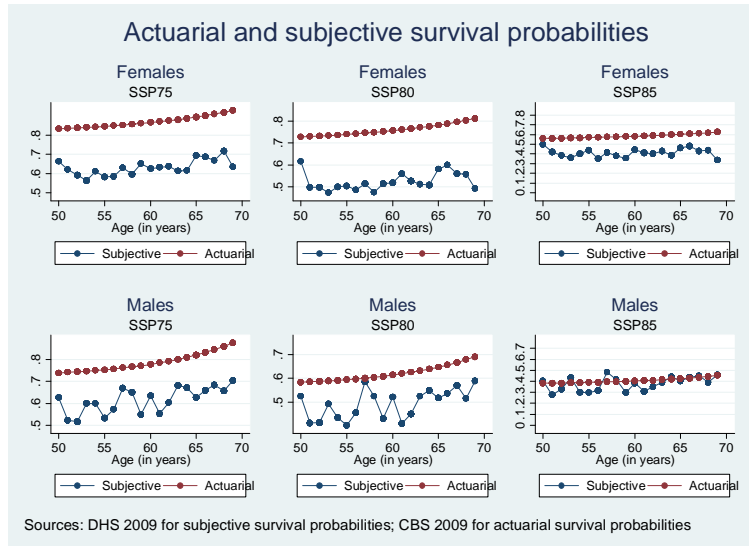 Actuarial and subjective survival probabilities
Females
SSP75
.5 .6 .7 .8
50 55 60 65 70
Age (in years)
Subjective Actuarial
Females
SSP80
.5 .6 .7 .8
50 55 60 65 70
Age (in years)
Subjective Actuarial
Females
SSP85
0 .1 .2 .3 .4 .5 .6 .7 .8
50 55 60 65 70
Age (in years)
Subjective Actuarial
Males
SSP75
.5 .6 .7 .8
50 55 60 65 70
Age (in years)
Subjective Actuarial
Males
SSP80
.5 .6 .7
50 55 60 65 70
Age (in years)
Subjective Actuarial
Males
SSP85
0 .1 .2 .3 .4 .5 .6 .7
50 55 60 65 70
Age (in years)
Subjective Actuarial
Sources: DHS 2009 for subjective survival probabilities; CBS 2009 for actuarial survival probabilities